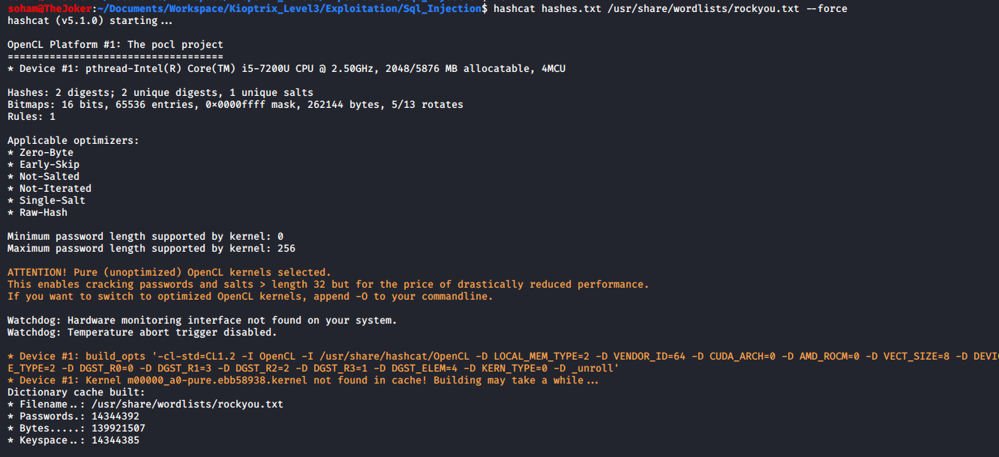 soham@TheJoker:~/Documents/Workspace/Kioptrix_Level3/Exploitation/Sql_Injection$ hashcat hashes.txt /usr/share/wordlists/rockyou.txt --force
hashcat (v5.1.0) starting...
OpenCL Platform #1: The pocl project
====================================
* Device #1: pthread-Intel(R) Core(TM) i5-7200U CPU @ 2.50GHz, 2048/5876 MB allocatable, 4MCU
Hashes: 2 digests; 2 unique digests, 1 unique salts
Bitmaps: 16 bits, 65536 entries, 0x0000ffff mask, 262144 bytes, 5/13 rotates
Rules: 1
Applicable optimizers:
* Zero-Byte
* Early-Skip
* Not-Salted
* Not-Iterated
* Single-Salt
* Raw-Hash
Minimum password length supported by kernel: 0
Maximum password length supported by kernel: 256
ATTENTION! Pure (unoptimized) OpenCL kernels selected.
This enables cracking passwords and salts > length 32 but for the price of drastically reduced performance.
If you want to switch to optimized OpenCL kernels, append -O to your commandline.
Watchdog: Hardware monitoring interface not found on your system.
Watchdog: Temperature abort trigger disabled.
* Device #1: build_opts '-cl-std=CL1.2 -I OpenCL -I /usr/share/hashcat/OpenCL -D LOCAL_MEM_TYPE=2 -D VENDOR_ID=64 -D CUDA_ARCH=0 -D AMD_ROCM=0 -D VECT_SIZE=8 -D DEVIC
E_TYPE=2 -D DGST_R0=0 -D DGST_R1=3 -D DGST_R2=2 -D DGST_R3=1 -D DGST_ELEM=4 -D KERN_TYPE=0 -D _unroll'
* Device #1: Kernel m00000_a0-pure.ebb58938.kernel not found in cache! Building may take a while...
Dictionary cache built:
* Filename..: /usr/share/wordlists/rockyou.txt
* Passwords.: 14344392
* Bytes.....: 139921507
* Keyspace..: 14344385